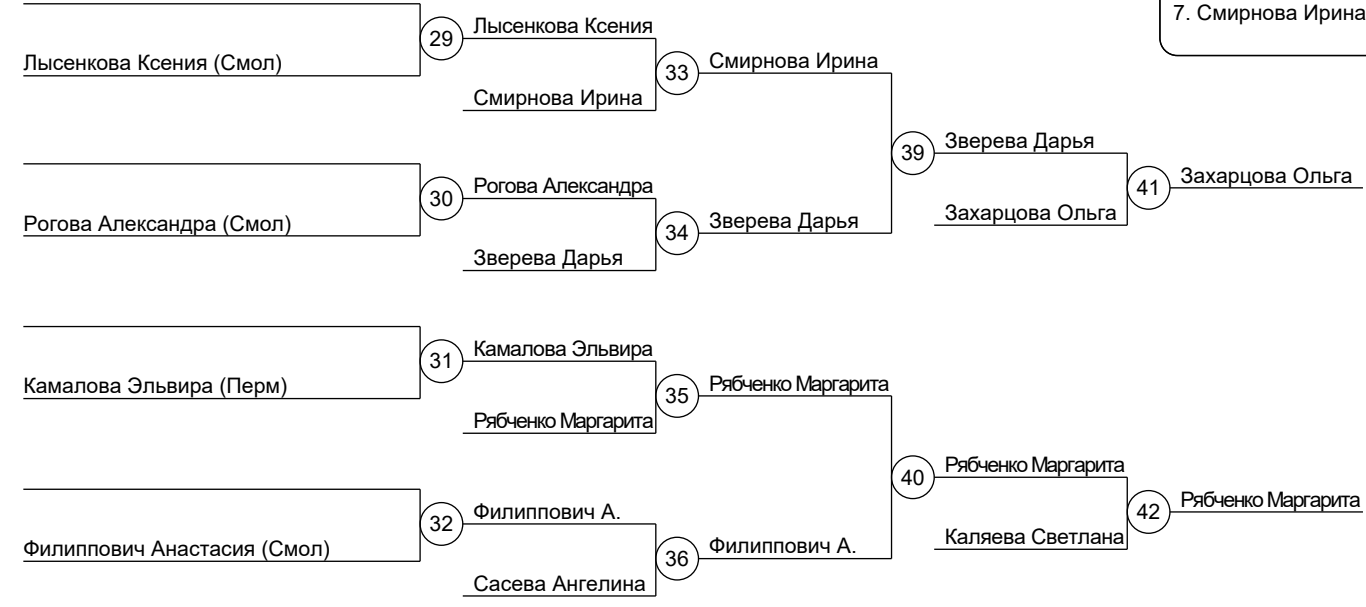 7. Смирнова Ирина
29
Лысенкова Ксения
Лысенкова Ксения (Смол)
33
Смирнова Ирина
Смирнова Ирина
39
Зверева Дарья
30
Рогова Александра
41
Захарцова Ольга
Рогова Александра (Смол)
34
Зверева Дарья
Захарцова Ольга
Зверева Дарья
31
Камалова Эльвира
Камалова Эльвира (Перм)
35
Рябченко Маргарита
Рябченко Маргарита
40
Рябченко Маргарита
32
Филиппович А.
42
Рябченко Маргарита
Филиппович Анастасия (Смол)
36
Филиппович А.
Каляева Светлана
Сасева Ангелина